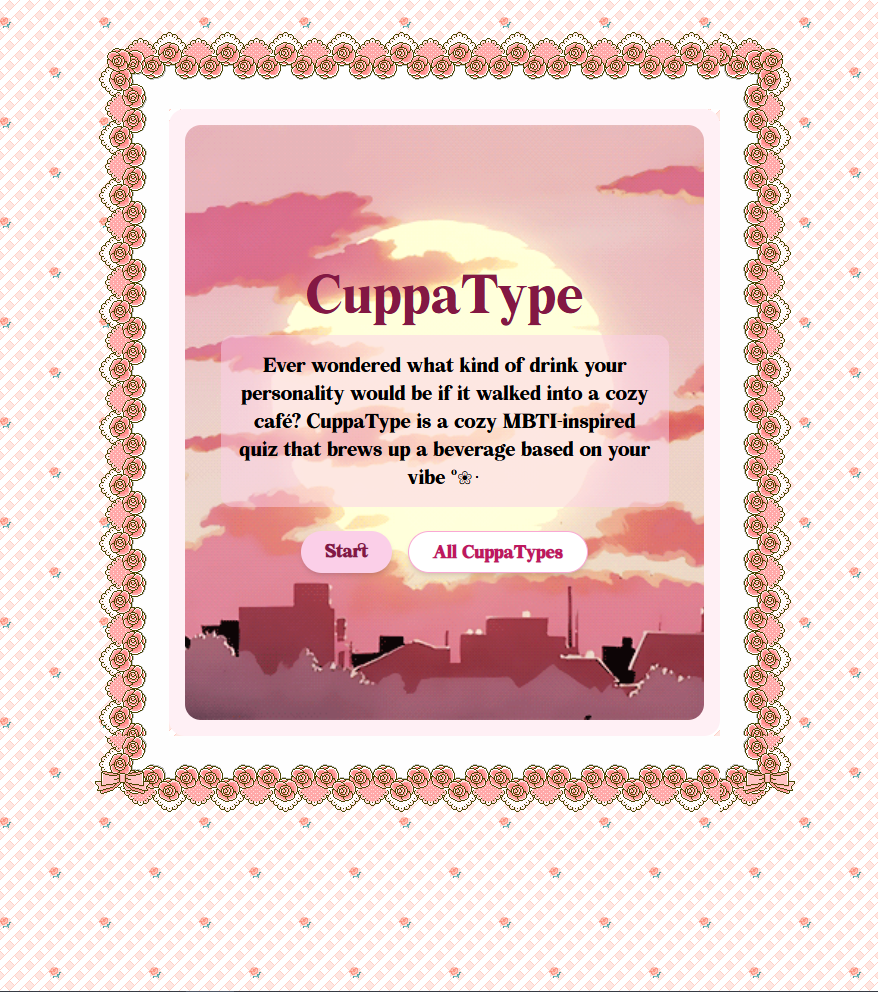 CuppaType
Ever wondered what kind of drink your
personality would be if it walked into a cozy
café? CuppaType is a cozy MBTI-inspired
quiz that brews up a beverage based on your
vibe °❀⋅
Start
All CuppaTypes